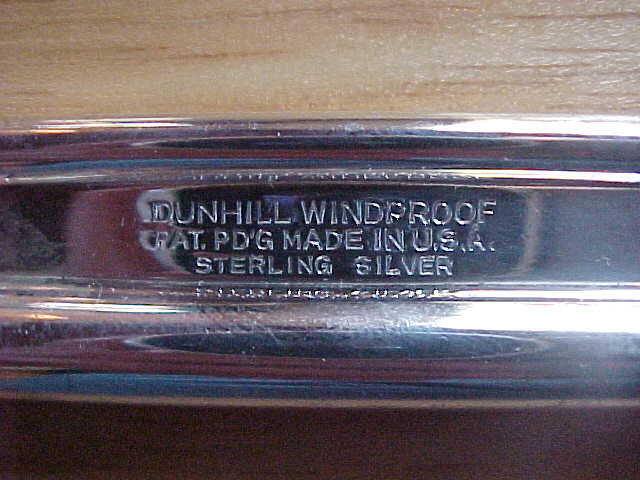 DUNHILL WINDPROOF
PAT. PD'G MADE IN U.S.A.
STERLING SILVER